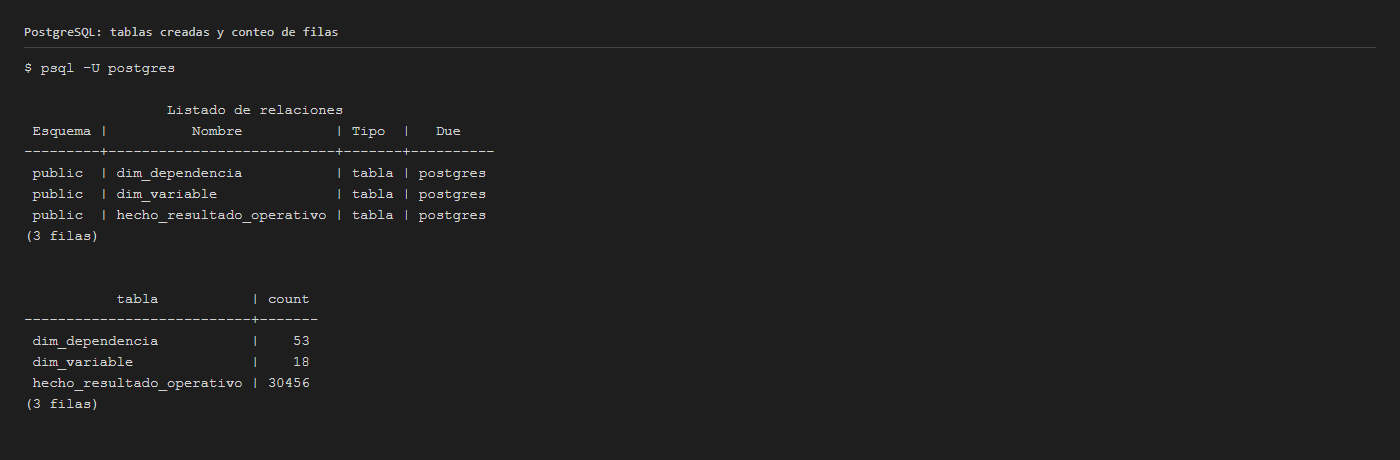 PostgreSQL: tablas creadas y conteo de filas
$ psql -U postgres
Listado de relaciones
 Esquema |          Nombre           | Tipo  |   Due
---------+---------------------------+-------+----------
 public  | dim_dependencia           | tabla | postgres
 public  | dim_variable              | tabla | postgres
 public  | hecho_resultado_operativo | tabla | postgres
(3 filas)
           tabla           | count
---------------------------+-------
 dim_dependencia           |    53
 dim_variable              |    18
 hecho_resultado_operativo | 30456
(3 filas)